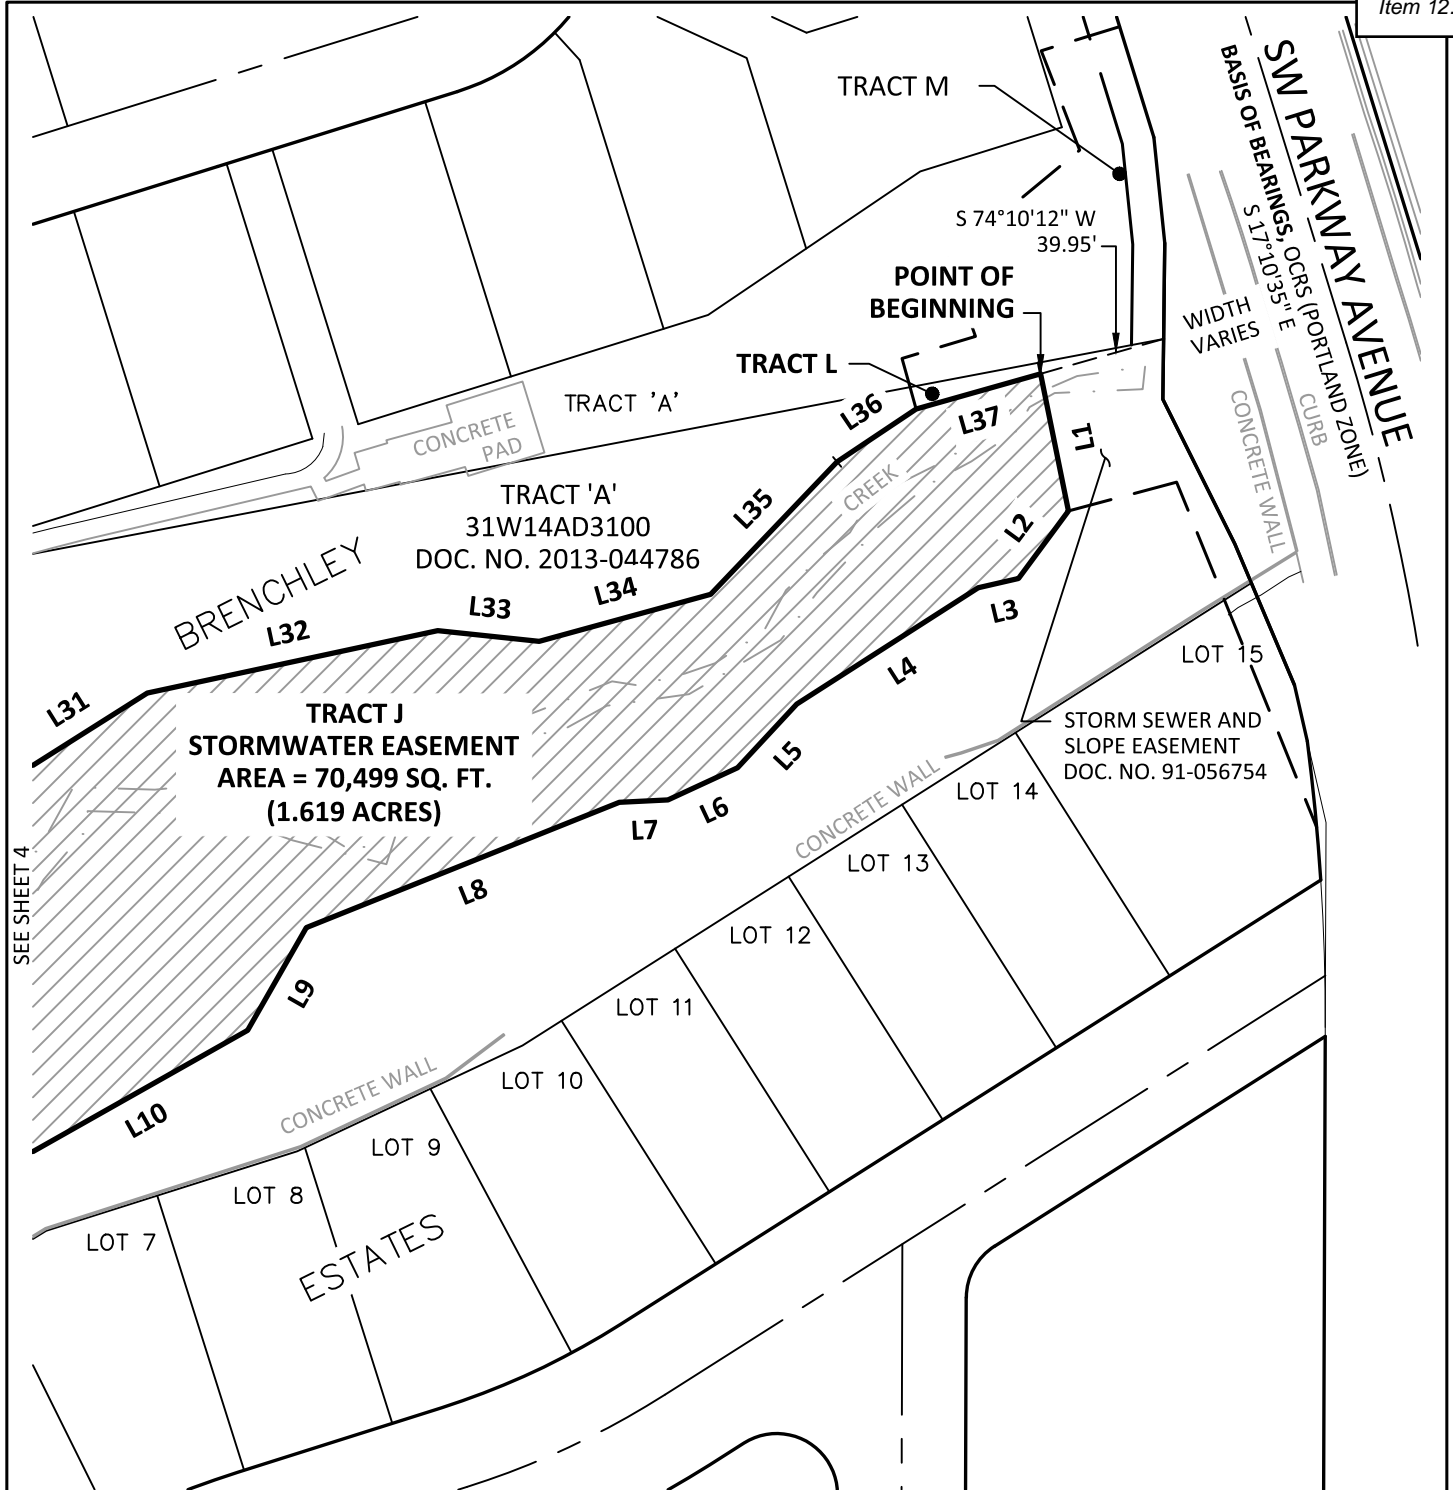 Item 12.
TRACT M
SW PARKWAY AVENUE
BASIS OF BEARINGS, OCRS (PORTLAND ZONE)
S 17°10'35" E
S 74°10'12" W
39.95'
POINT OF
BEGINNING
WIDTH
VARIES
TRACT L
TRACT 'A'
CONCRETE
PAD
L36
L37
L1
CURB
CONCRETE WALL
CREEK
TRACT 'A'
31W14AD3100
DOC. NO. 2013-044786
L35
L2
BRENCHLEY
L32
L33
L34
L3
L31
L4
LOT 15
TRACT J
STORMWATER EASEMENT
AREA = 70,499 SQ. FT.
(1.619 ACRES)
STORM SEWER AND
SLOPE EASEMENT
DOC. NO. 91-056754
L5
L6
L7
CONCRETE WALL
LOT 14
LOT 13
L8
SEE SHEET 4
LOT 12
L9
LOT 11
L10
CONCRETE WALL
LOT 10
LOT 9
LOT 8
LOT 7
ESTATES